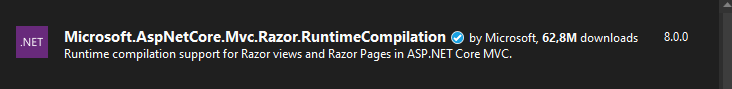 .NET
Microsoft.AspNetCore.Mvc.Razor.RuntimeCompilation by Microsoft, 62,8M downloads 8.0.0
Runtime compilation support for Razor views and Razor Pages in ASP.NET Core MVC.